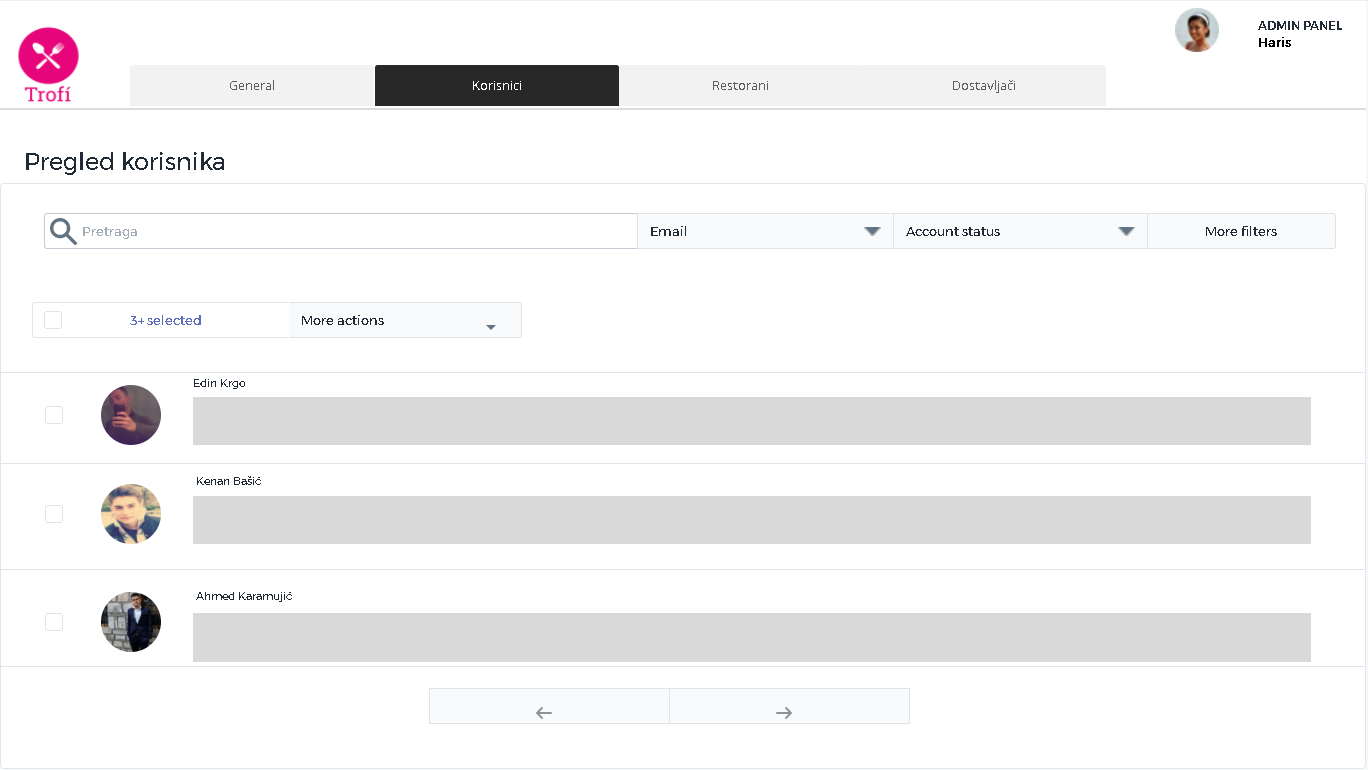 ADMIN PANEL
Haris
Trofí
General
Korisnici
Restorani
Dostavljači
Pregled korisnika
Pretraga
Email
Account status
More filters
3+ selected
More actions
Edin Krgo
Kenan Bašić
Ahmed Karamujić